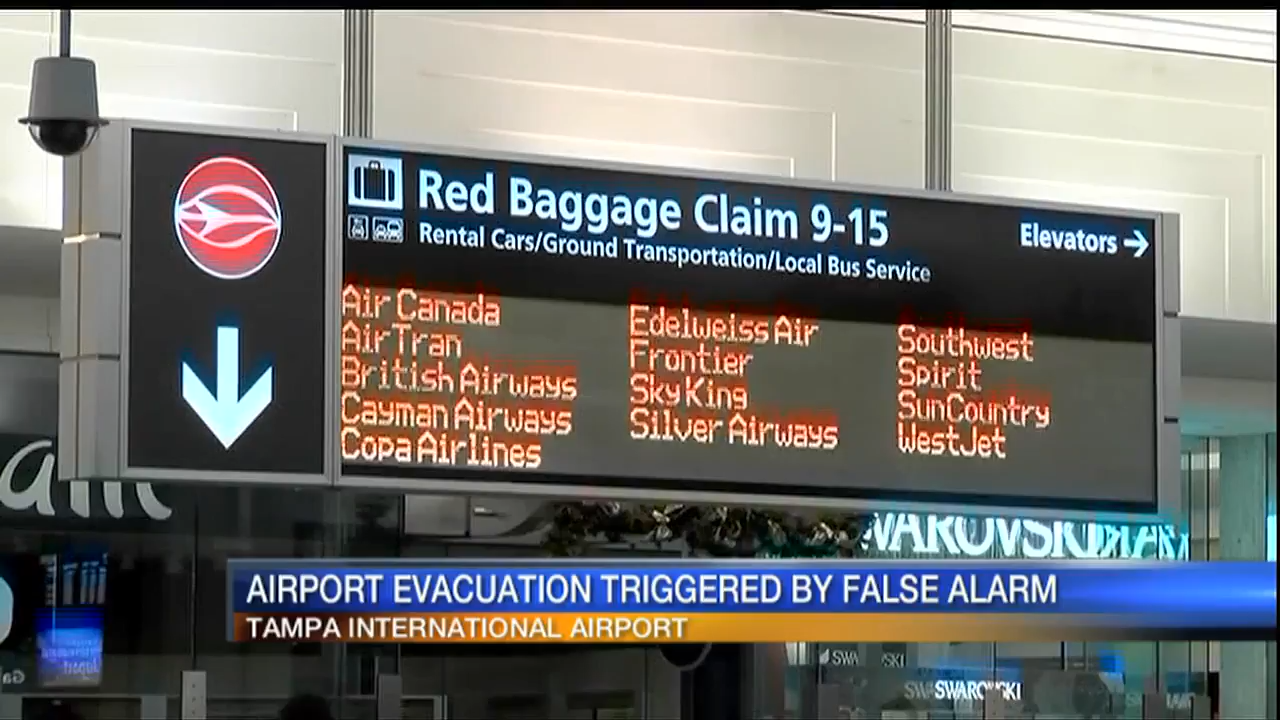 Red Baggage Claim 9-15
Elevators →
Rental Cars/Ground Transportation/Local Bus Service
Air Canada
AirTran
British Airways
Cayman Airways
Copa Airlines
Edelweiss Air
Frontier
Sky King
Silver Airways
Southwest
Spirit
SunCountry
WestJet
WAROVSKI
AIRPORT EVACUATION TRIGGERED BY FALSE ALARM
TAMPA INTERNATIONAL AIRPORT
SWAROVSKI